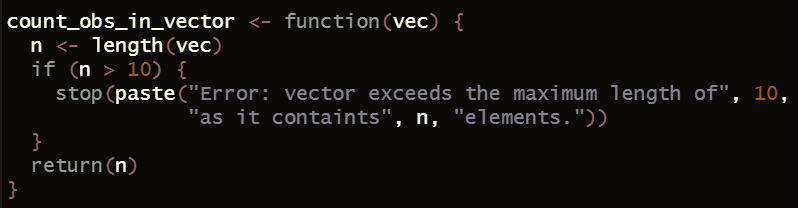 count_obs_in_vector <- function(vec) {
  n <- length(vec)
  if (n > 10) {
    stop(paste("Error: vector exceeds the maximum length of", 10,
               "as it containts", n, "elements."))
  }
  return(n)
}